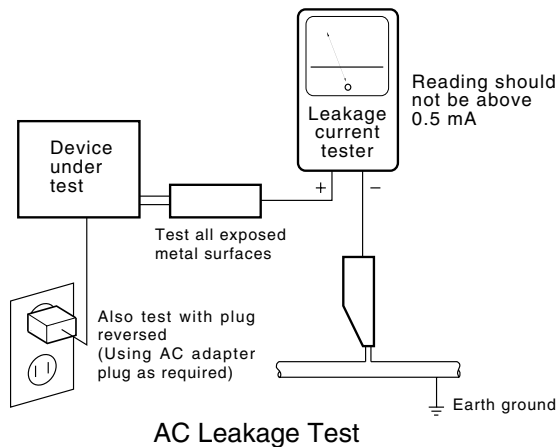 Leakage
current
tester
Reading should
not be above
0.5 mA
Device
under
test
+
−
Test all exposed
metal surfaces
Also test with plug
reversed
(Using AC adapter
plug as required)
Earth ground
AC Leakage Test